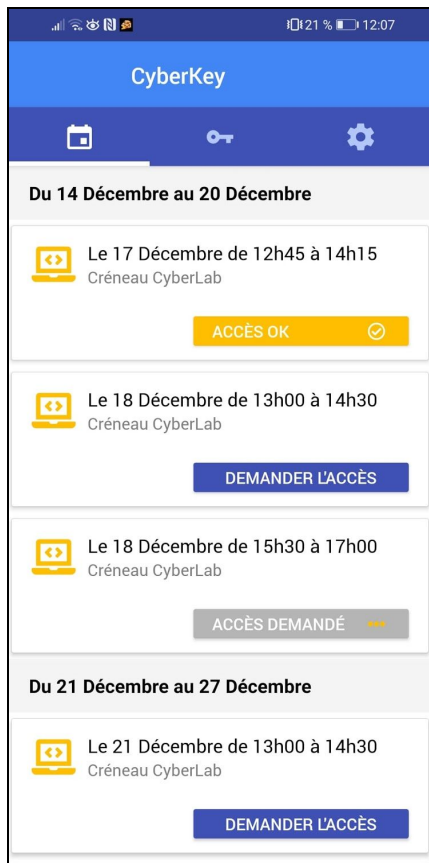 21 % 12:07
CyberKey
Du 14 Décembre au 20 Décembre
Le 17 Décembre de 12h45 à 14h15
Créneau CyberLab
ACCÈS OK
Le 18 Décembre de 13h00 à 14h30
Créneau CyberLab
DEMANDER L'ACCÈS
Le 18 Décembre de 15h30 à 17h00
Créneau CyberLab
ACCÈS DEMANDÉ
Du 21 Décembre au 27 Décembre
Le 21 Décembre de 13h00 à 14h30
Créneau CyberLab
DEMANDER L'ACCÈS